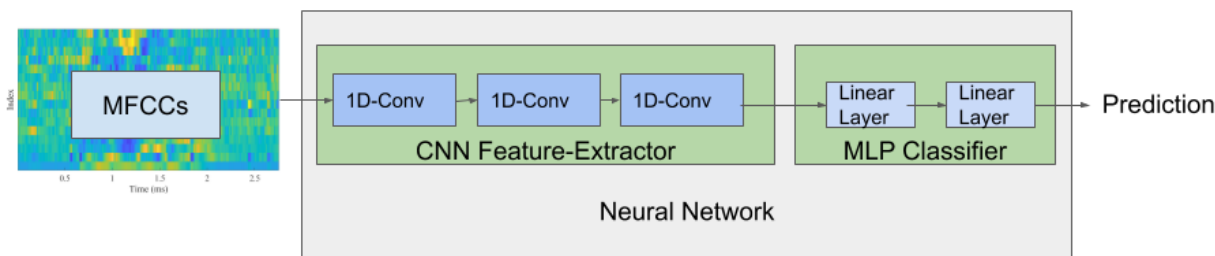 Index
MFCCs
0.5 1 1.5 2 2.5
Time (ms)
1D-Conv
1D-Conv
1D-Conv
CNN Feature-Extractor
Linear
Layer
Linear
Layer
MLP Classifier
Neural Network
Prediction